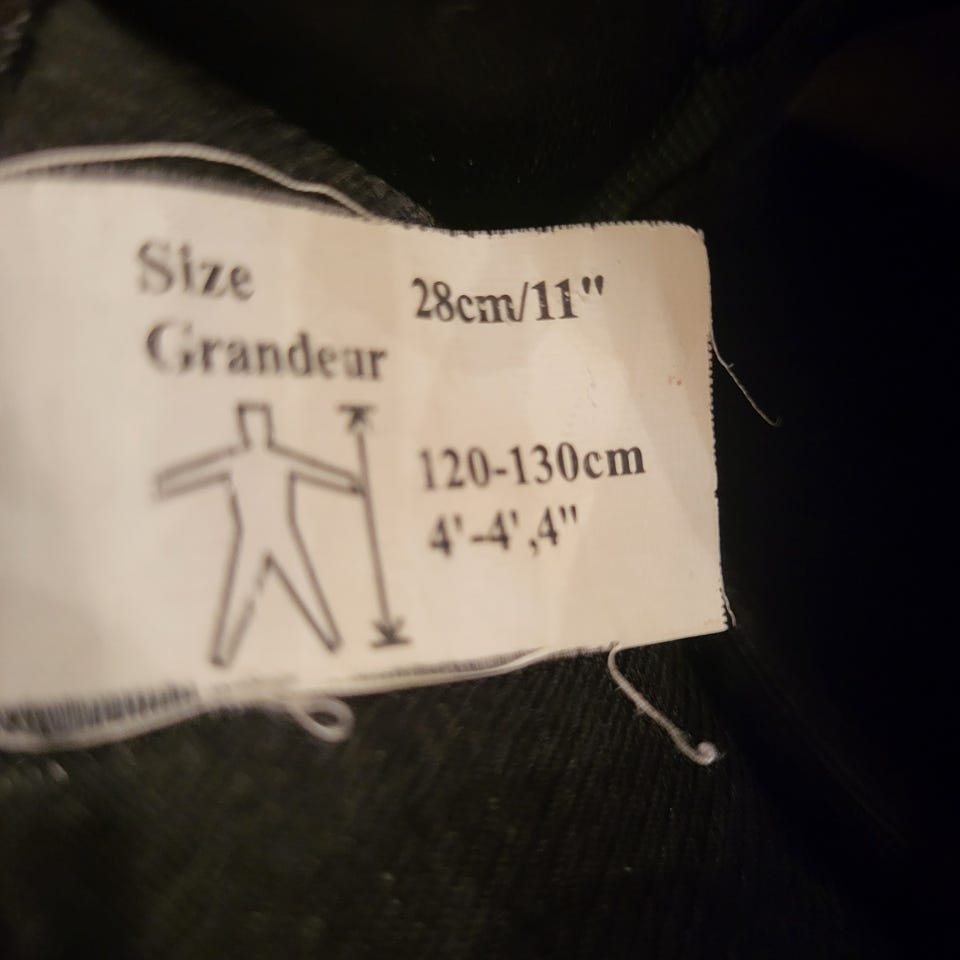 Size
Grandeur
28cm/11"
120-130cm
4'-4',4"